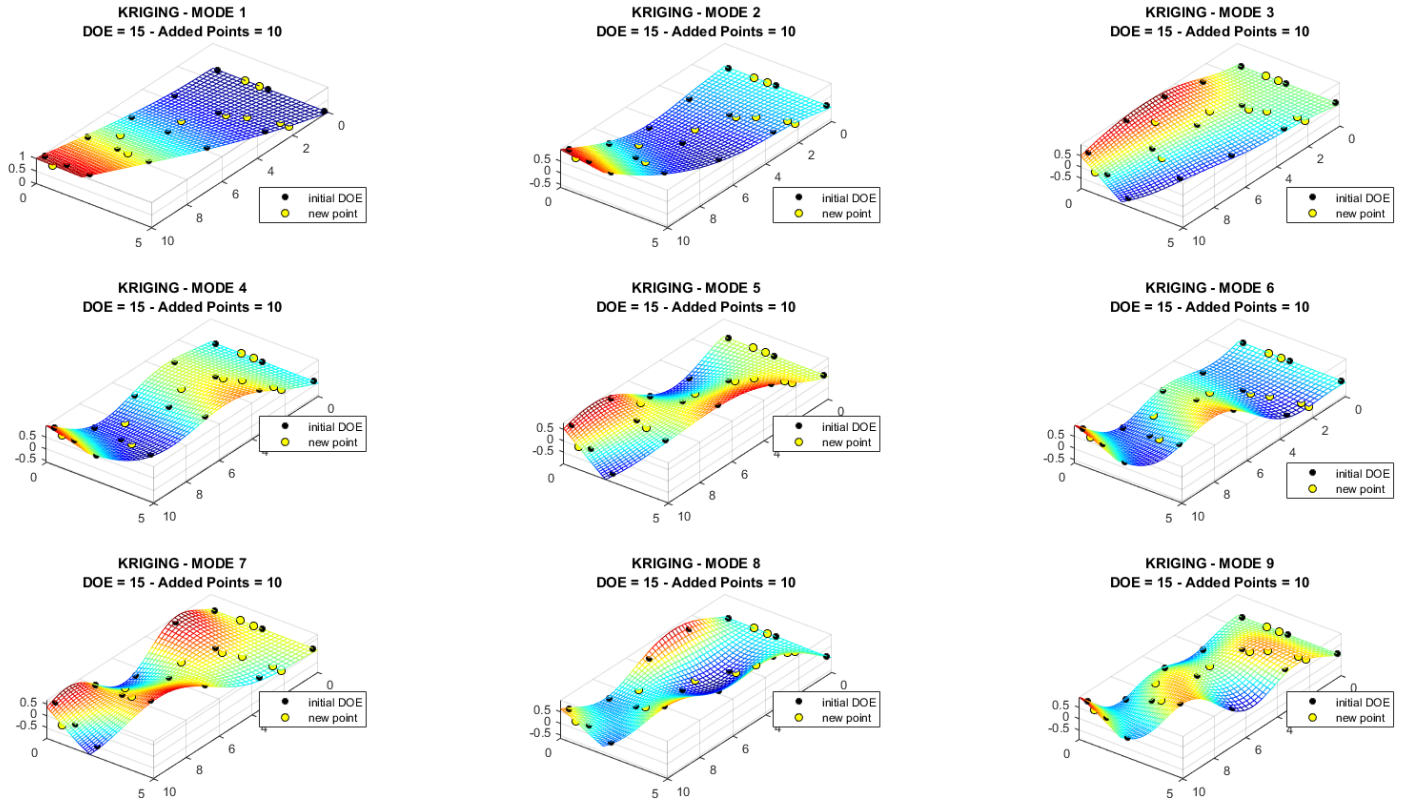 KRIGING - MODE 1
DOE = 15 - Added Points = 10
1
0.5
0
0
5
10
8
6
4
2
0
initial DOE
new point
KRIGING - MODE 2
DOE = 15 - Added Points = 10
0.5
0
-0.5
0
5
10
8
6
4
2
0
initial DOE
new point
KRIGING - MODE 3
DOE = 15 - Added Points = 10
0.5
0
-0.5
0
5
10
8
6
4
2
0
initial DOE
new point
KRIGING - MODE 4
DOE = 15 - Added Points = 10
0.5
0
-0.5
0
5
10
8
6
0
initial DOE
new point
KRIGING - MODE 5
DOE = 15 - Added Points = 10
0.5
0
-0.5
0
5
10
8
6
0
initial DOE
new point
KRIGING - MODE 6
DOE = 15 - Added Points = 10
0.5
0
-0.5
0
5
10
8
6
4
2
0
initial DOE
new point
KRIGING - MODE 7
DOE = 15 - Added Points = 10
0.5
0
-0.5
0
5
10
8
6
0
initial DOE
new point
KRIGING - MODE 8
DOE = 15 - Added Points = 10
0.5
0
-0.5
0
5
10
8
6
0
initial DOE
new point
KRIGING - MODE 9
DOE = 15 - Added Points = 10
0.5
0
-0.5
0
5
10
8
6
4
0
initial DOE
new point